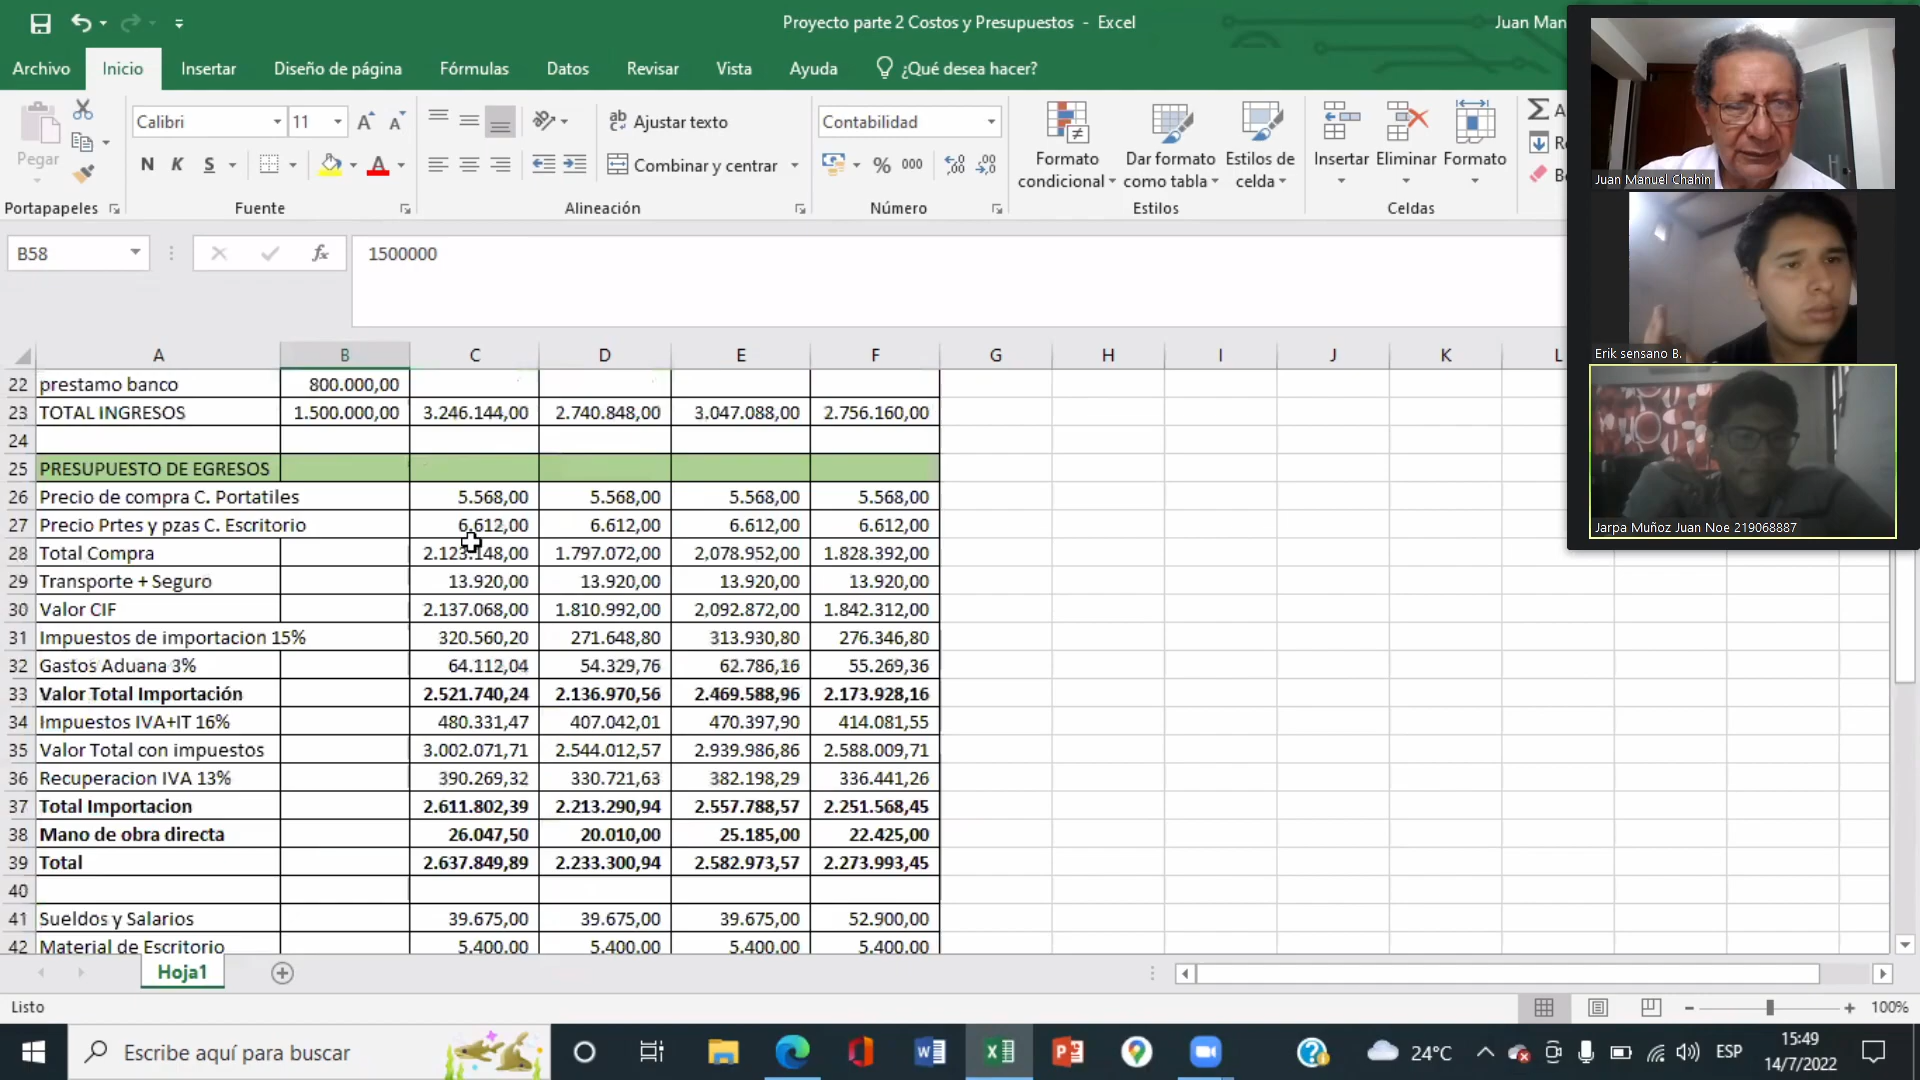 Proyecto parte 2 Costos y Presupuestos - Excel
Juan Man
Archivo Inicio Insertar Diseño de página Fórmulas Datos Revisar Vista Ayuda ¿Qué desea hacer?
Pegar
Calibri 11
N K S
Ajustar texto
Combinar y centrar
Contabilidad
% 000
Formato condicional
Dar formato como tabla
Estilos de celda
Insertar Eliminar Formato
Portapapeles Fuente Alineación Número Estilos Celdas
B58 fx 1500000
A B C D E F G H I J K L
22 prestamo banco 800.000,00
23 TOTAL INGRESOS 1.500.000,00 3.246.144,00 2.740.848,00 3.047.088,00 2.756.160,00
24
25 PRESUPUESTO DE EGRESOS
26 Precio de compra C. Portatiles 5.568,00 5.568,00 5.568,00 5.568,00
27 Precio Prtes y pzas C. Escritorio 6.612,00 6.612,00 6.612,00 6.612,00
28 Total Compra 2.123.148,00 1.797.072,00 2.078.952,00 1.828.392,00
29 Transporte + Seguro 13.920,00 13.920,00 13.920,00 13.920,00
30 Valor CIF 2.137.068,00 1.810.992,00 2.092.872,00 1.842.312,00
31 Impuestos de importacion 15% 320.560,20 271.648,80 313.930,80 276.346,80
32 Gastos Aduana 3% 64.112,04 54.329,76 62.786,16 55.269,36
33 Valor Total Importación 2.521.740,24 2.136.970,56 2.469.588,96 2.173.928,16
34 Impuestos IVA+IT 16% 480.331,47 407.042,01 470.397,90 414.081,55
35 Valor Total con impuestos 3.002.071,71 2.544.012,57 2.939.986,86 2.588.009,71
36 Recuperacion IVA 13% 390.269,32 330.721,63 382.198,29 336.441,26
37 Total Importacion 2.611.802,39 2.213.290,94 2.557.788,57 2.251.568,45
38 Mano de obra directa 26.047,50 20.010,00 25.185,00 22.425,00
39 Total 2.637.849,89 2.233.300,94 2.582.973,57 2.273.993,45
40
41 Sueldos y Salarios 39.675,00 39.675,00 39.675,00 52.900,00
42 Material de Escritorio 5.400,00 5.400,00 5.400,00 5.400,00
Hoja1
Listo
100%
Escribe aquí para buscar
24°C
ESP
15:49
14/7/2022
Juan Manuel Chahin
Erik sensano B.
Jarpa Muñoz Juan Noe 219068887